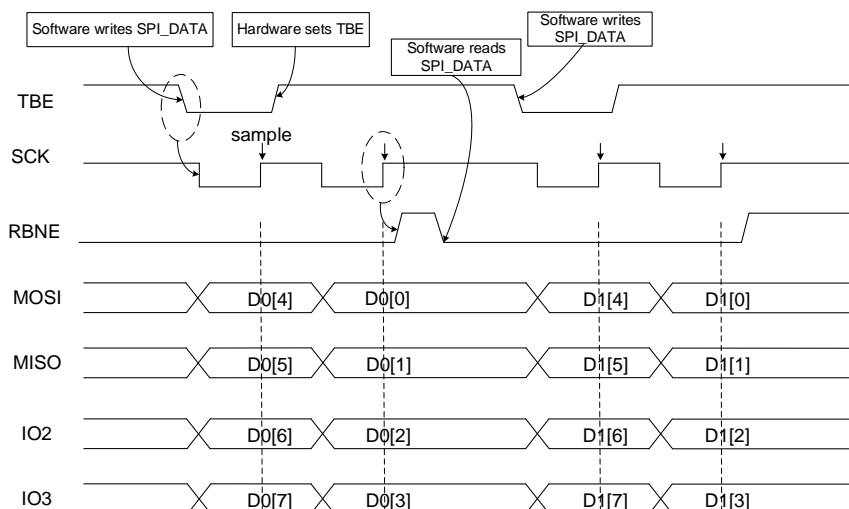 Software writes SPI_DATA
Hardware sets TBE
Software reads
SPI_DATA
Software writes
SPI_DATA
TBE
sample
SCK
RBNE
MOSI D0[4] D0[0] D1[4] D1[0]
MISO D0[5] D0[1] D1[5] D1[1]
IO2 D0[6] D0[2] D1[6] D1[2]
IO3 D0[7] D0[3] D1[7] D1[3]